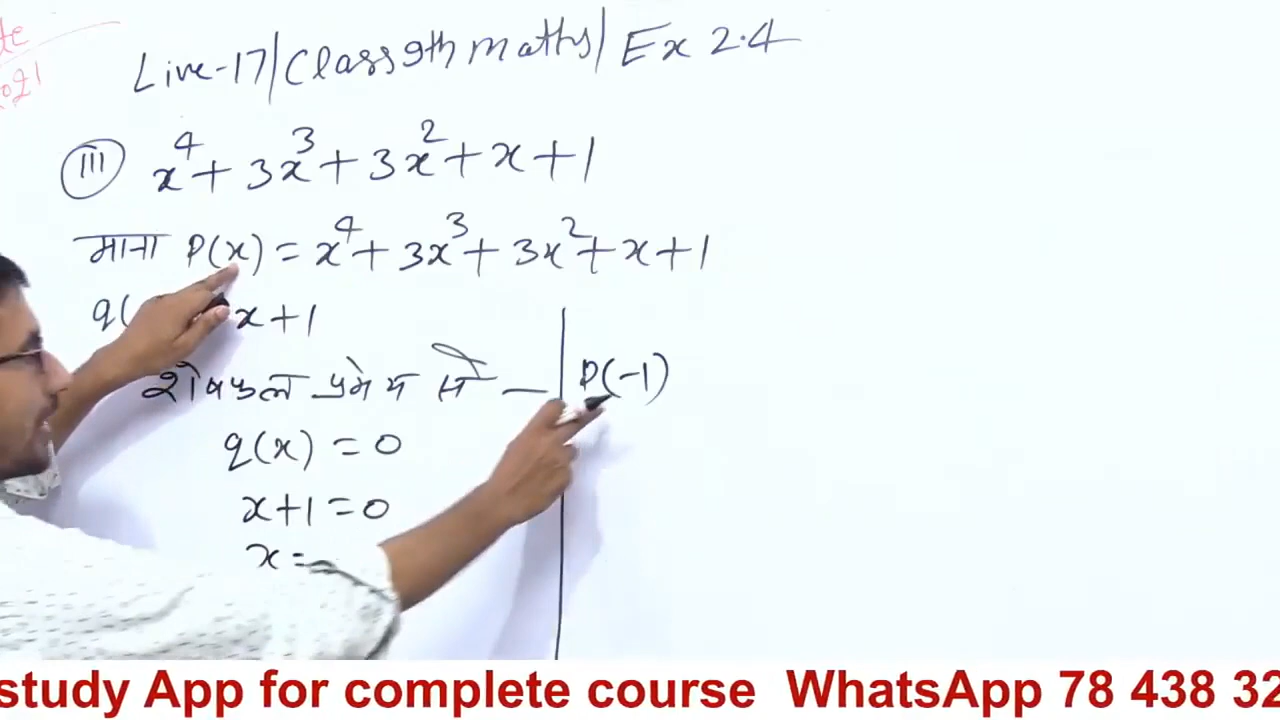 Live-17/Class 9th maths/ Ex 2.4
III x⁴ + 3x³ + 3x² + x + 1
माना P(x) = x⁴ + 3x³ + 3x² + x + 1
q( x + 1
शेषफल प्रमेय से — P(-1)
q(x) = 0
x + 1 = 0
x =
study App for complete course WhatsApp 78 438 32